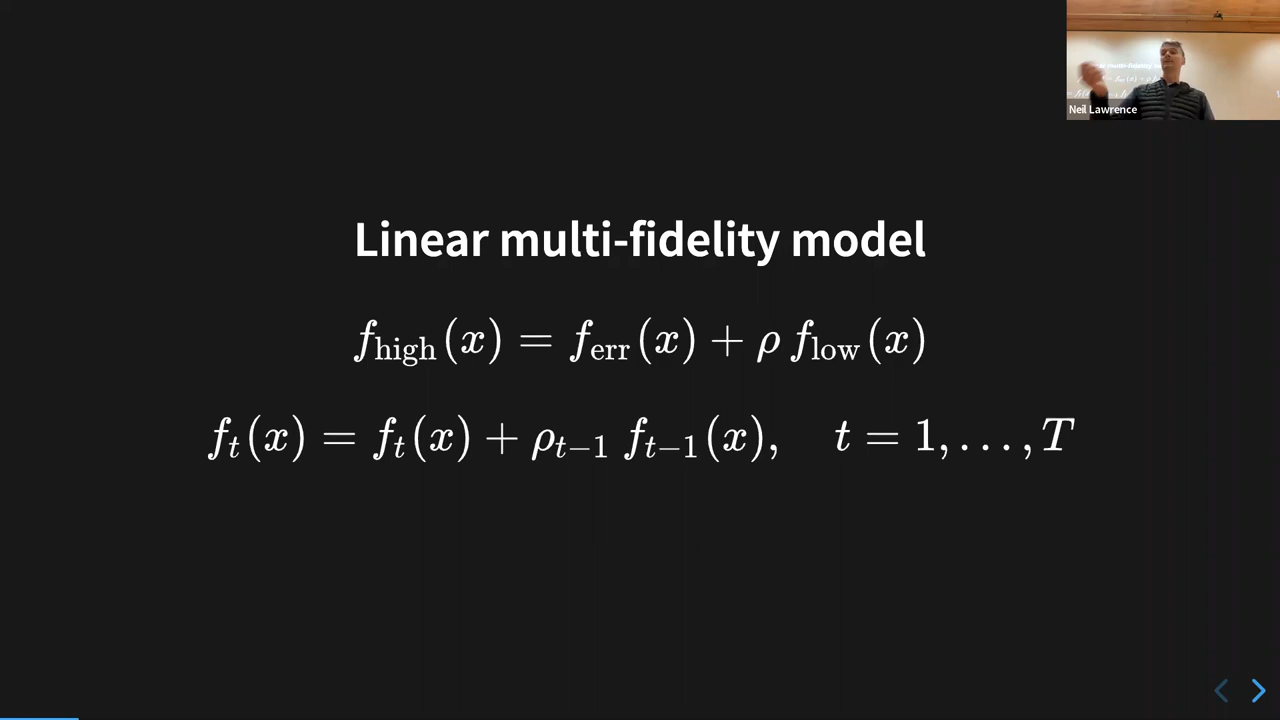 Neil Lawrence
Linear multi-fidelity model
f_high(x) = f_err(x) + ρ f_low(x)
f_t(x) = f_t(x) + ρ_{t−1} f_{t−1}(x), t = 1, …, T